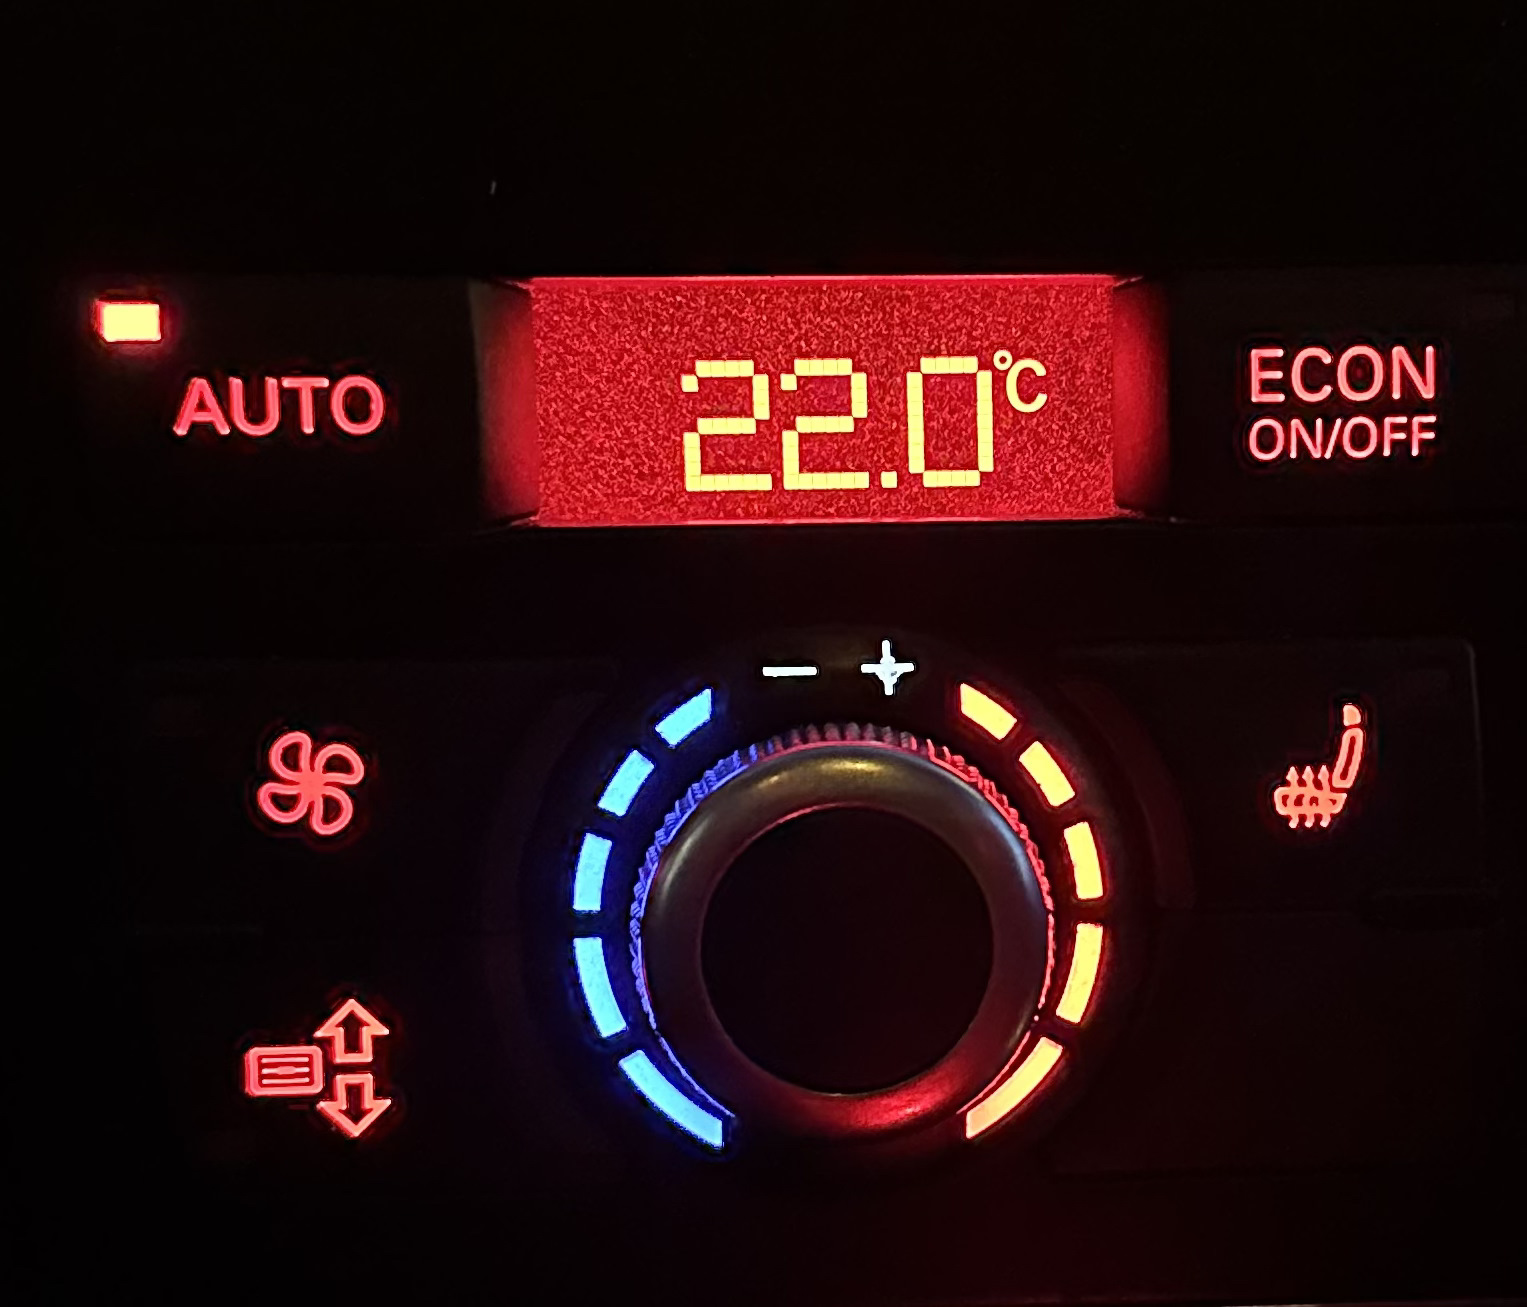 AUTO
22.0°C
ECON
ON/OFF
− +